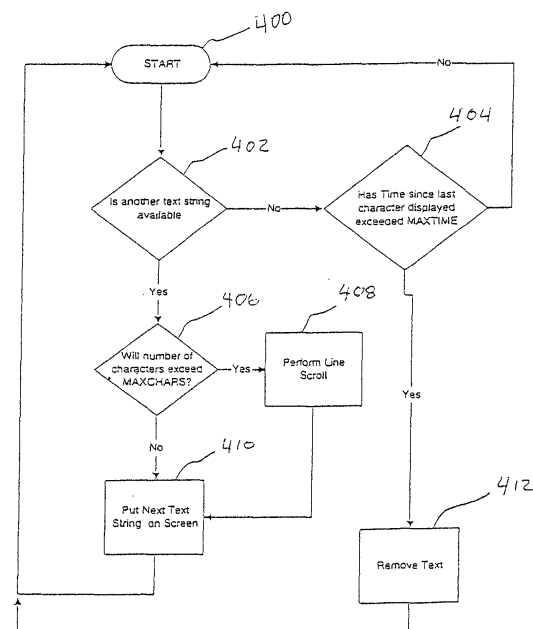 400
START
No
404
402
Is another text string
available
No
Has Time since last
character displayed
exceeded MAXTIME
Yes
406
408
Will number of
characters exceed
MAXCHARS?
Yes
Perform Line
Scroll
Yes
No
410
412
Put Next Text
String on Screen
Remove Text